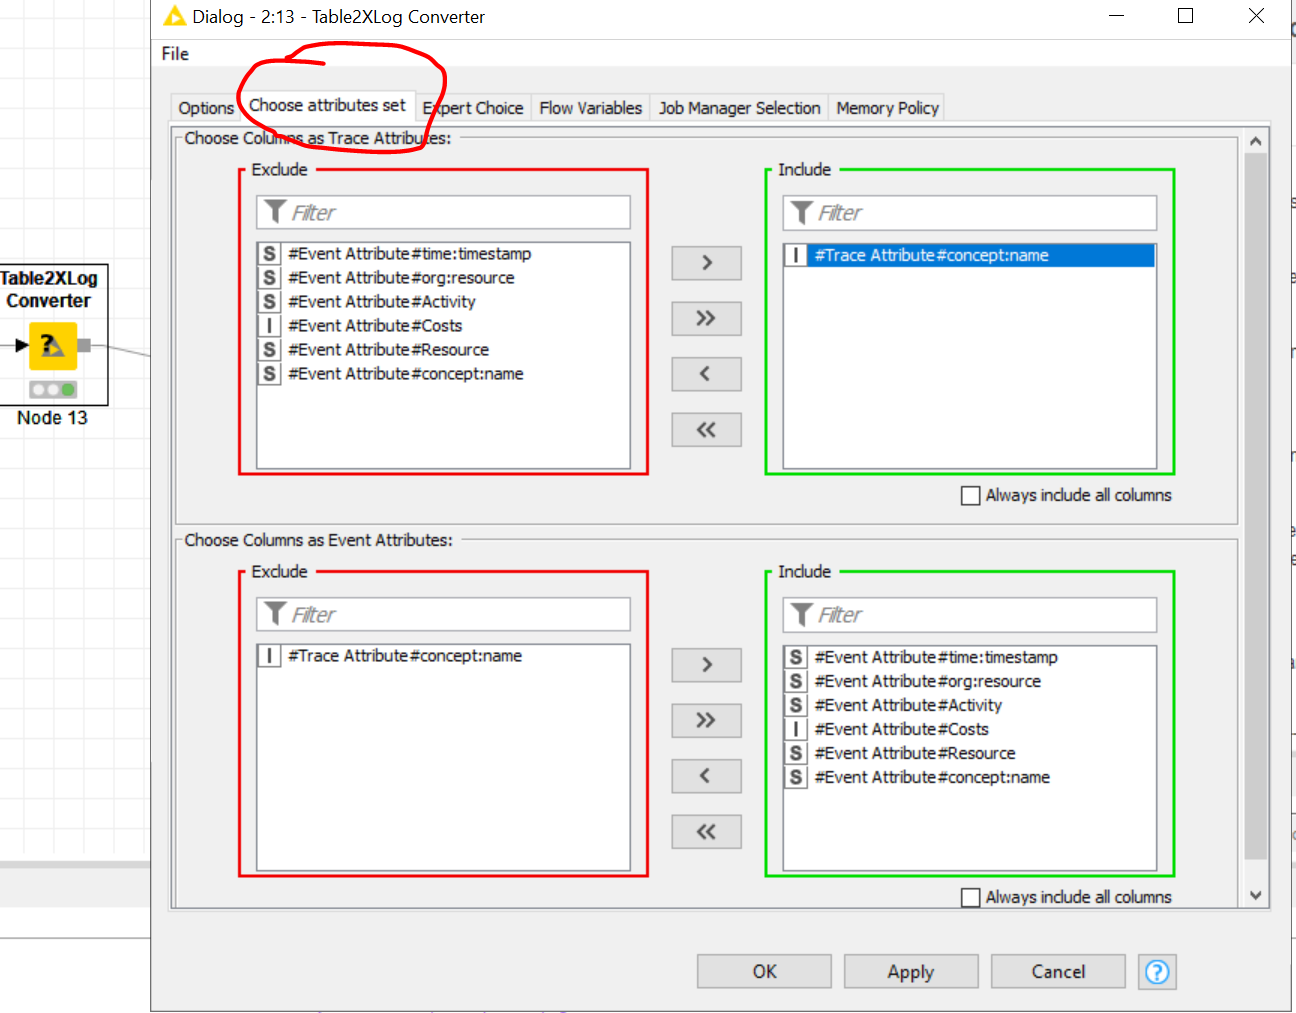 Dialog - 2:13 - Table2XLog Converter
File
Options Choose attributes set Expert Choice Flow Variables Job Manager Selection Memory Policy
Choose Columns as Trace Attributes:
Exclude
Filter
S #Event Attribute#time:timestamp
S #Event Attribute#org:resource
S #Event Attribute#Activity
I #Event Attribute#Costs
S #Event Attribute#Resource
S #Event Attribute#concept:name
>
>>
<
<<
Include
Filter
I #Trace Attribute#concept:name
Always include all columns
Choose Columns as Event Attributes:
Exclude
Filter
I #Trace Attribute#concept:name
>
>>
<
<<
Include
Filter
S #Event Attribute#time:timestamp
S #Event Attribute#org:resource
S #Event Attribute#Activity
I #Event Attribute#Costs
S #Event Attribute#Resource
S #Event Attribute#concept:name
Always include all columns
OK Apply Cancel ?
Table2XLog
Converter
?
Node 13